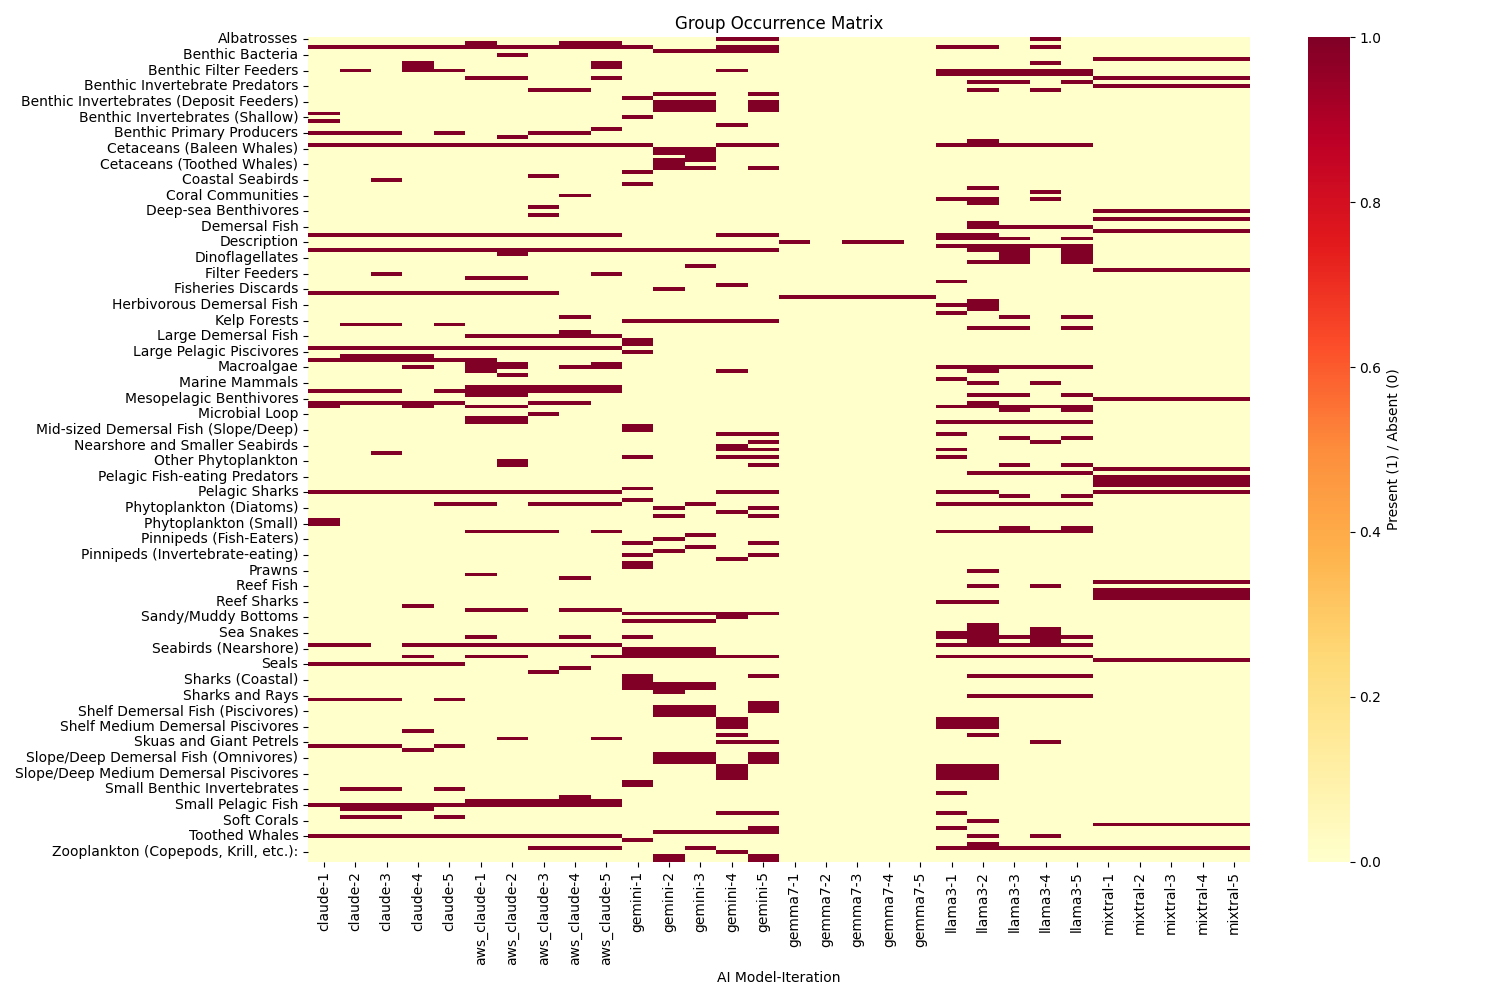 Group Occurrence Matrix
Albatrosses
Benthic Bacteria
Benthic Filter Feeders
Benthic Invertebrate Predators
Benthic Invertebrates (Deposit Feeders)
Benthic Invertebrates (Shallow)
Benthic Primary Producers
Cetaceans (Baleen Whales)
Cetaceans (Toothed Whales)
Coastal Seabirds
Coral Communities
Deep-sea Benthivores
Demersal Fish
Description
Dinoflagellates
Filter Feeders
Fisheries Discards
Herbivorous Demersal Fish
Kelp Forests
Large Demersal Fish
Large Pelagic Piscivores
Macroalgae
Marine Mammals
Mesopelagic Benthivores
Microbial Loop
Mid-sized Demersal Fish (Slope/Deep)
Nearshore and Smaller Seabirds
Other Phytoplankton
Pelagic Fish-eating Predators
Pelagic Sharks
Phytoplankton (Diatoms)
Phytoplankton (Small)
Pinnipeds (Fish-Eaters)
Pinnipeds (Invertebrate-eating)
Prawns
Reef Fish
Reef Sharks
Sandy/Muddy Bottoms
Sea Snakes
Seabirds (Nearshore)
Seals
Sharks (Coastal)
Sharks and Rays
Shelf Demersal Fish (Piscivores)
Shelf Medium Demersal Piscivores
Skuas and Giant Petrels
Slope/Deep Demersal Fish (Omnivores)
Slope/Deep Medium Demersal Piscivores
Small Benthic Invertebrates
Small Pelagic Fish
Soft Corals
Toothed Whales
Zooplankton (Copepods, Krill, etc.):
claude-1
claude-2
claude-3
claude-4
claude-5
aws_claude-1
aws_claude-2
aws_claude-3
aws_claude-4
aws_claude-5
gemini-1
gemini-2
gemini-3
gemini-4
gemini-5
gemma7-1
gemma7-2
gemma7-3
gemma7-4
gemma7-5
llama3-1
llama3-2
llama3-3
llama3-4
llama3-5
mixtral-1
mixtral-2
mixtral-3
mixtral-4
mixtral-5
AI Model-Iteration
1.0
0.8
0.6
0.4
0.2
0.0
Present (1) / Absent (0)